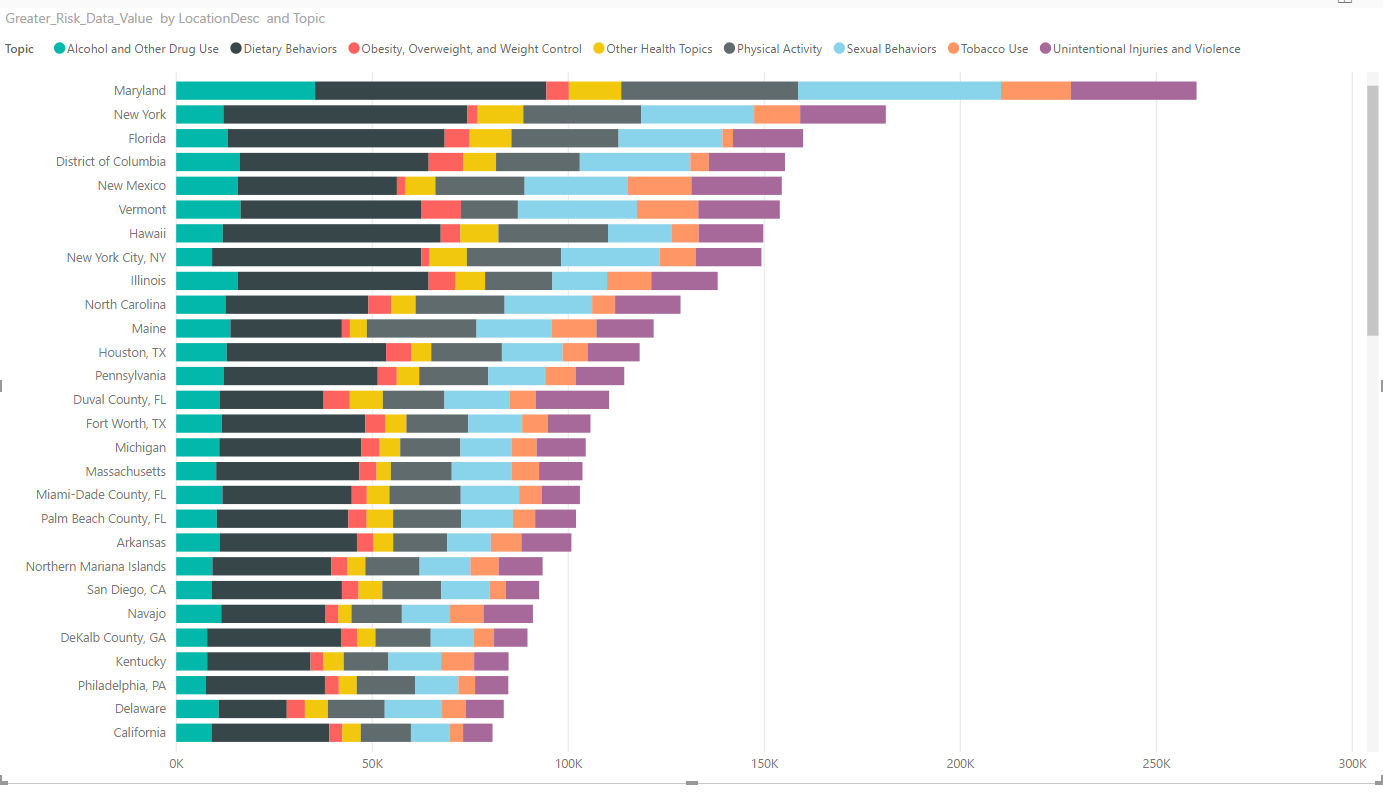 Greater_Risk_Data_Value by LocationDesc and Topic
Topic Alcohol and Other Drug Use Dietary Behaviors Obesity, Overweight, and Weight Control Other Health Topics Physical Activity Sexual Behaviors Tobacco Use Unintentional Injuries and Violence
Maryland
New York
Florida
District of Columbia
New Mexico
Vermont
Hawaii
New York City, NY
Illinois
North Carolina
Maine
Houston, TX
Pennsylvania
Duval County, FL
Fort Worth, TX
Michigan
Massachusetts
Miami-Dade County, FL
Palm Beach County, FL
Arkansas
Northern Mariana Islands
San Diego, CA
Navajo
DeKalb County, GA
Kentucky
Philadelphia, PA
Delaware
California
0K 50K 100K 150K 200K 250K 300K